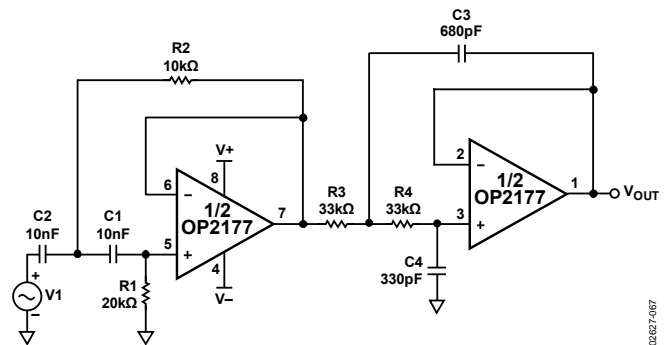 C3
680pF
R2
10kΩ
V+
6
–
8
1/2
OP2177
7
5
+
4
V–
C2
10nF
C1
10nF
R1
20kΩ
+
V1
–
R3
33kΩ
R4
33kΩ
2
–
1/2
OP2177
1
3
+
VOUT
C4
330pF
02627-067